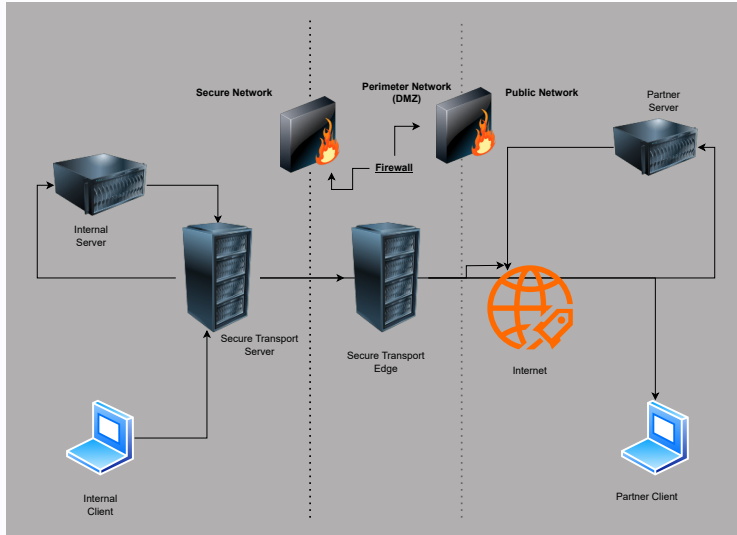 Secure Network
Perimeter Network
(DMZ)
Public Network
Partner
Server
Firewall
Internal
Server
Secure Transport
Server
Secure Transport
Edge
Internet
Internal
Client
Partner Client